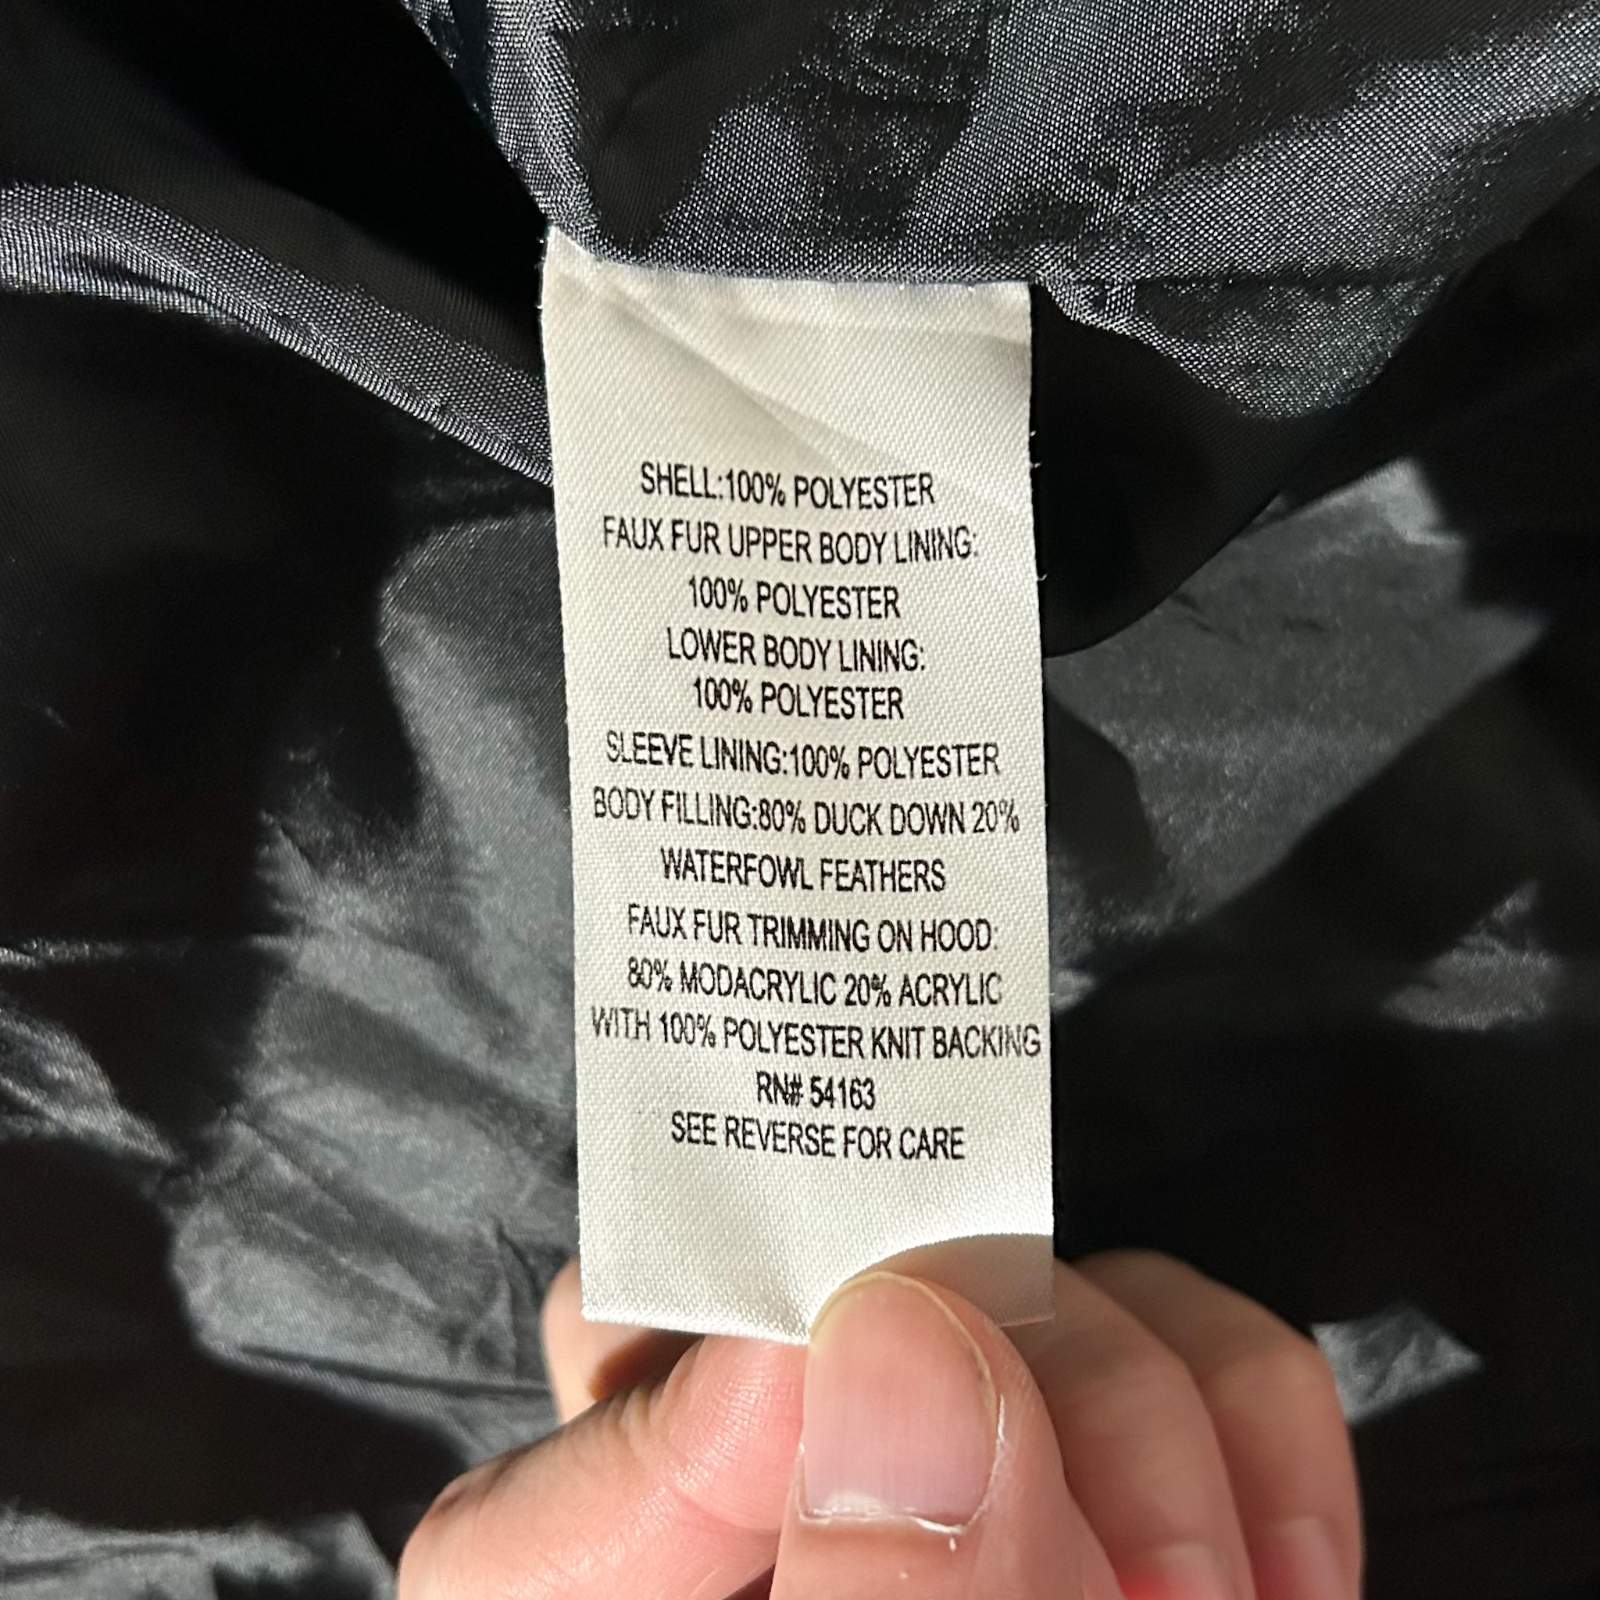 SHELL:100% POLYESTER
FAUX FUR UPPER BODY LINING:
100% POLYESTER
LOWER BODY LINING:
100% POLYESTER
SLEEVE LINING:100% POLYESTER
BODY FILLING:80% DUCK DOWN 20%
WATERFOWL FEATHERS
FAUX FUR TRIMMING ON HOOD:
80% MODACRYLIC 20% ACRYLIC
WITH 100% POLYESTER KNIT BACKING
RN# 54163
SEE REVERSE FOR CARE